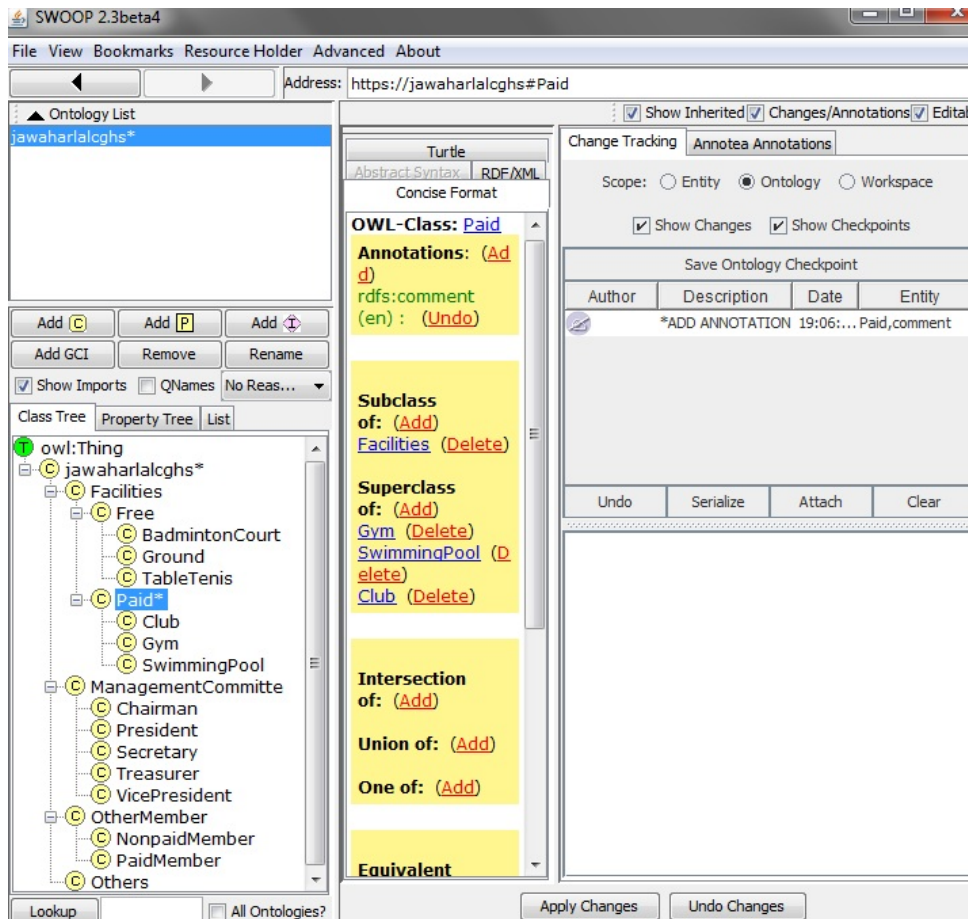 SWOOP 2.3beta4
File View Bookmarks Resource Holder Advanced About
Address: https://jawaharlalcghs#Paid
Ontology List
jawaharlalcghs*
Add C Add P Add I
Add GCI Remove Rename
Show Imports QNames No Reas...
Class Tree Property Tree List
T owl:Thing
C jawaharlalcghs*
C Facilities
C Free
C BadmintonCourt
C Ground
C TableTenis
C Paid*
C Club
C Gym
C SwimmingPool
C ManagementCommitte
C Chairman
C President
C Secretary
C Treasurer
C VicePresident
C OtherMember
C NonpaidMember
C PaidMember
C Others
Lookup All Ontologies?
Show Inherited Changes/Annotations Editab
Turtle
Abstract Syntax RDF/XML
Concise Format
OWL-Class: Paid
Annotations: (Ad
d)
rdfs:comment
(en) : (Undo)
Subclass
of: (Add)
Facilities (Delete)
Superclass
of: (Add)
Gym (Delete)
SwimmingPool (D
elete)
Club (Delete)
Intersection
of: (Add)
Union of: (Add)
One of: (Add)
Equivalent
Change Tracking Annotea Annotations
Scope: Entity Ontology Workspace
Show Changes Show Checkpoints
Save Ontology Checkpoint
Author Description Date Entity
*ADD ANNOTATION 19:06:... Paid,comment
Undo Serialize Attach Clear
Apply Changes Undo Changes